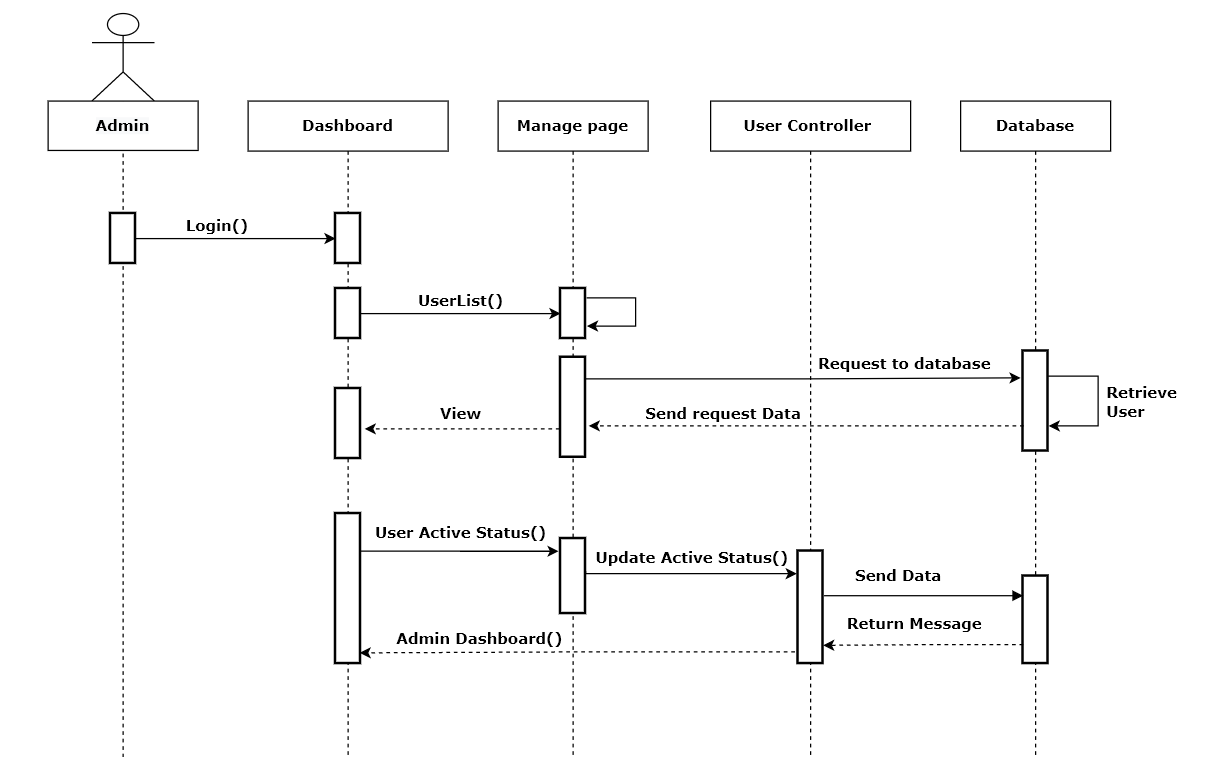 Admin
Dashboard
Manage page
User Controller
Database
Login()
UserList()
Request to database
Retrieve
User
View
Send request Data
User Active Status()
Update Active Status()
Send Data
Return Message
Admin Dashboard()